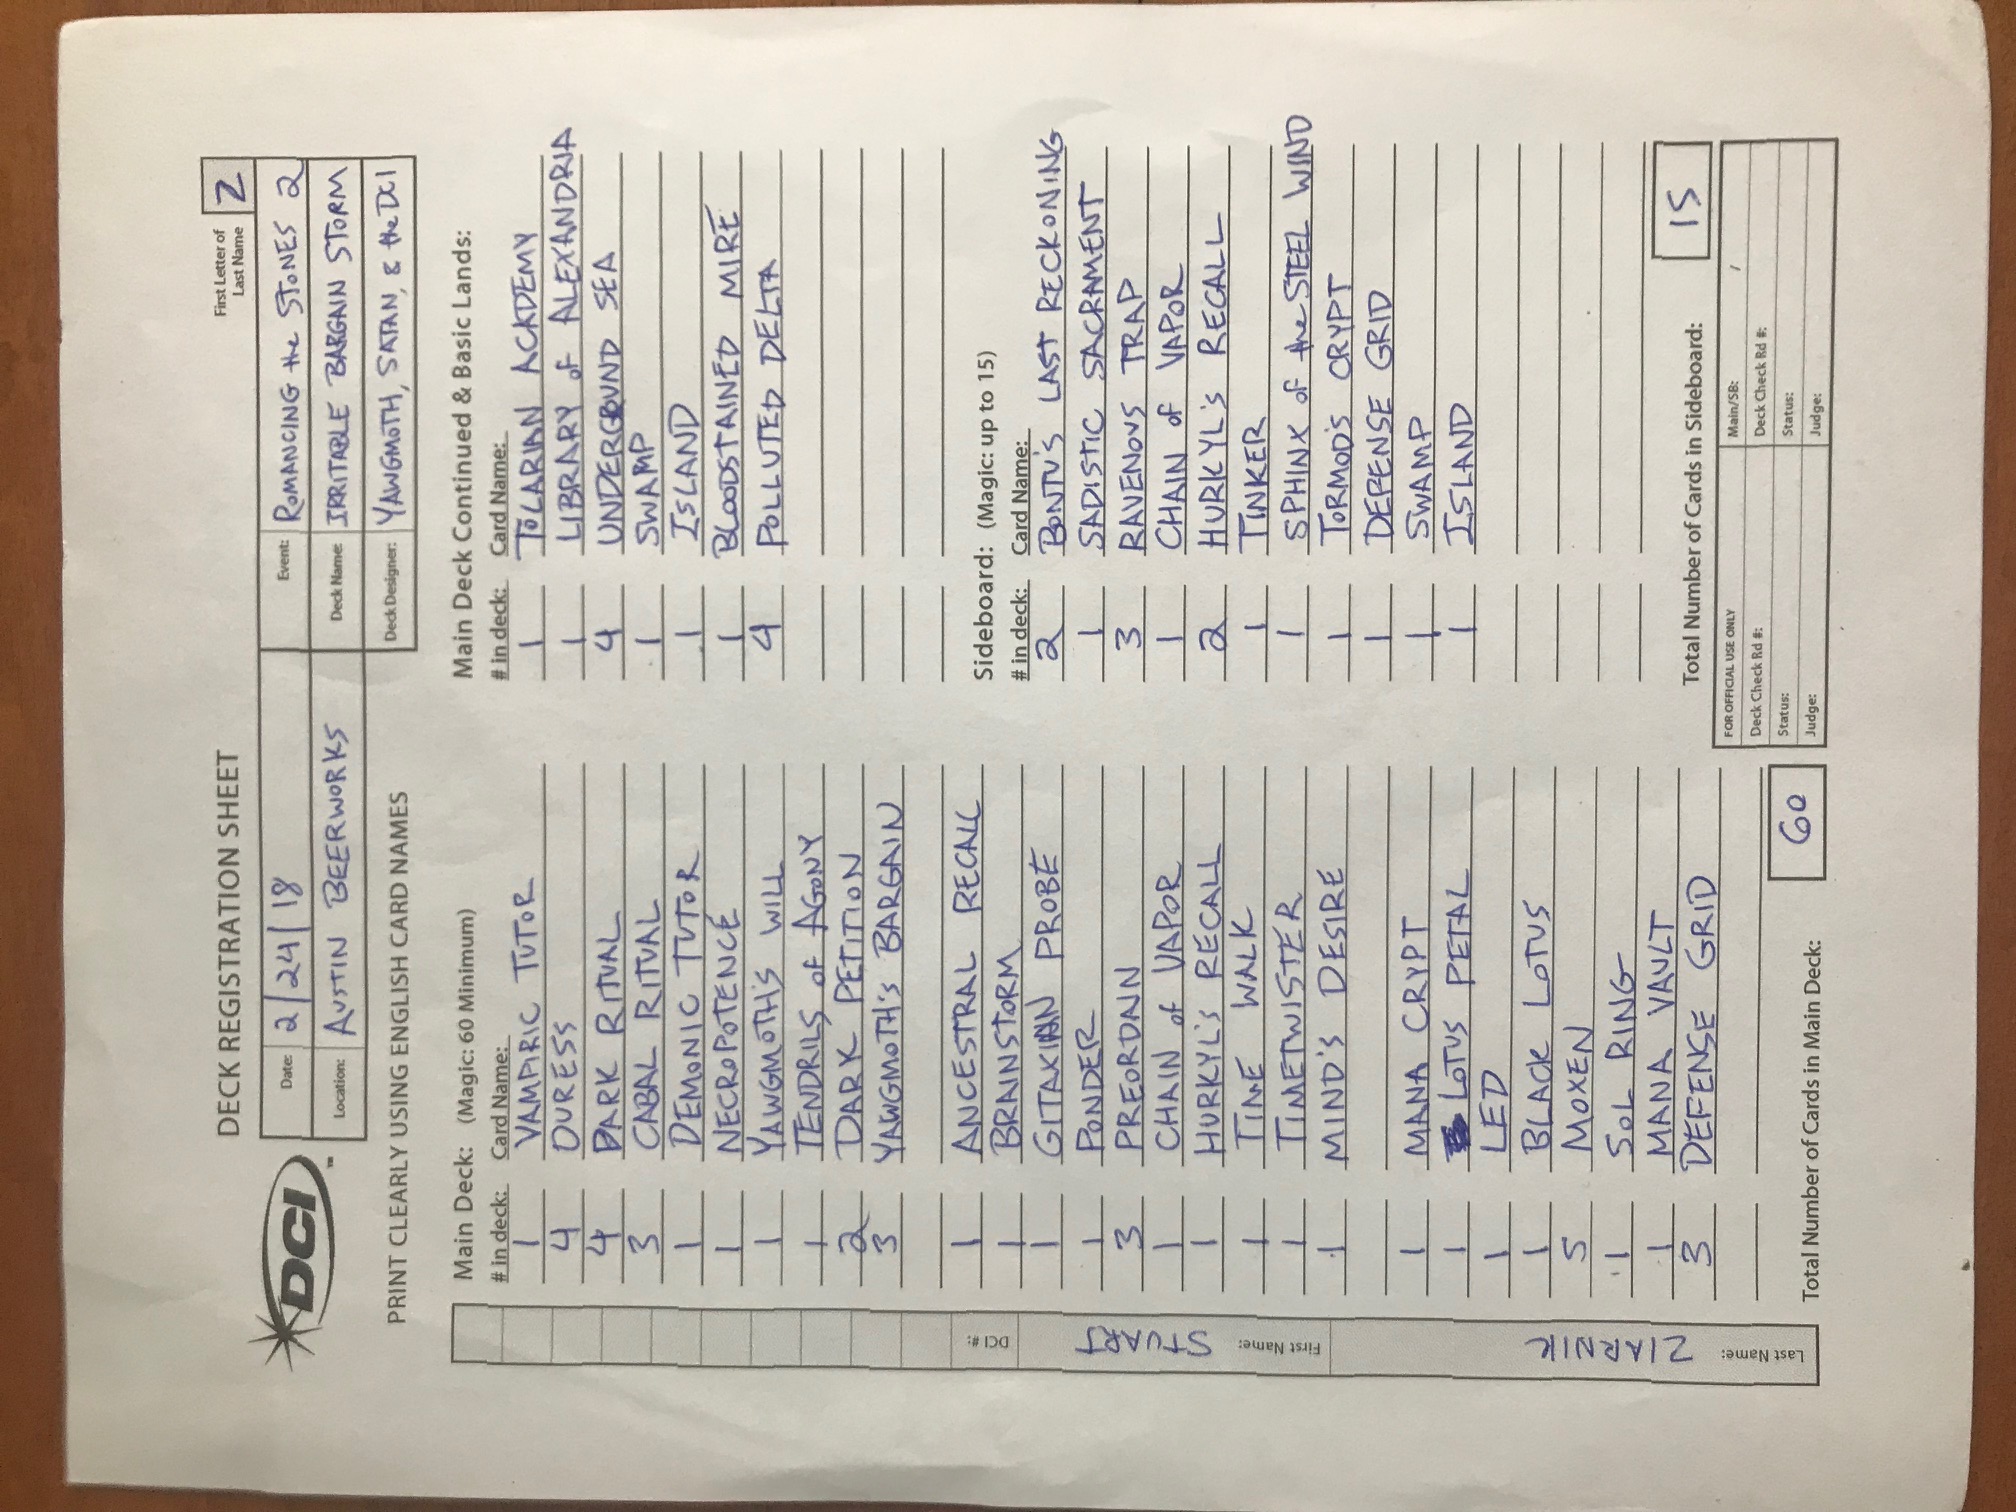 DECK REGISTRATION SHEET
First Letter of
Last Name
Z
DCI
Date: 2/24/18
Event: ROMANCING the STONES 2
Location: AUSTIN BEERWORKS
Deck Name: IRRITABLE BARGAIN STORM
Deck Designer: YAWGMOTH, SATAN, & the DCI
PRINT CLEARLY USING ENGLISH CARD NAMES
DCI #:
First Name: STUART
Last Name: ZIARNIK
Main Deck: (Magic: 60 Minimum)
# in deck: Card Name:
1 VAMPIRIC TUTOR
4 DURESS
4 DARK RITUAL
3 CABAL RITUAL
1 DEMONIC TUTOR
1 NECROPOTENCE
1 YAWGMOTH'S WILL
1 TENDRILS of AGONY
2 DARK PETITION
3 YAWGMOTH'S BARGAIN
1 ANCESTRAL RECALL
1 BRAINSTORM
1 GITAXIAN PROBE
1 PONDER
3 PREORDAIN
1 CHAIN of VAPOR
1 HURKYL'S RECALL
1 TIME WALK
1 TIMETWISTER
1 MIND'S DESIRE
1 MANA CRYPT
1 LOTUS PETAL
1 LED
1 BLACK LOTUS
5 MOXEN
1 SOL RING
1 MANA VAULT
3 DEFENSE GRID
Total Number of Cards in Main Deck: 60
Main Deck Continued & Basic Lands:
# in deck: Card Name:
1 TOLARIAN ACKDEMY
1 LIBRARY of ALEXANDRIA
4 UNDERGROUND SEA
1 SWAMP
1 ISLAND
1 BLOODSTAINED MIRE
4 POLLUTED DELTA
Sideboard: (Magic: up to 15)
# in deck: Card Name:
2 BONTU'S LAST RECKONING
1 SADISTIC SACRAMENT
3 RAVENOUS TRAP
1 CHAIN of VAPOR
2 HURKYL'S RECALL
1 TINKER
1 SPHINX of the STEEL WIND
1 TORMOD'S CRYPT
1 DEFENSE GRID
1 SWAMP
1 ISLAND
Total Number of Cards in Sideboard: 15
FOR OFFICIAL USE ONLY
Main/SB: /
Deck Check Rd #:
Deck Check Rd #:
Status:
Status:
Judge:
Judge: